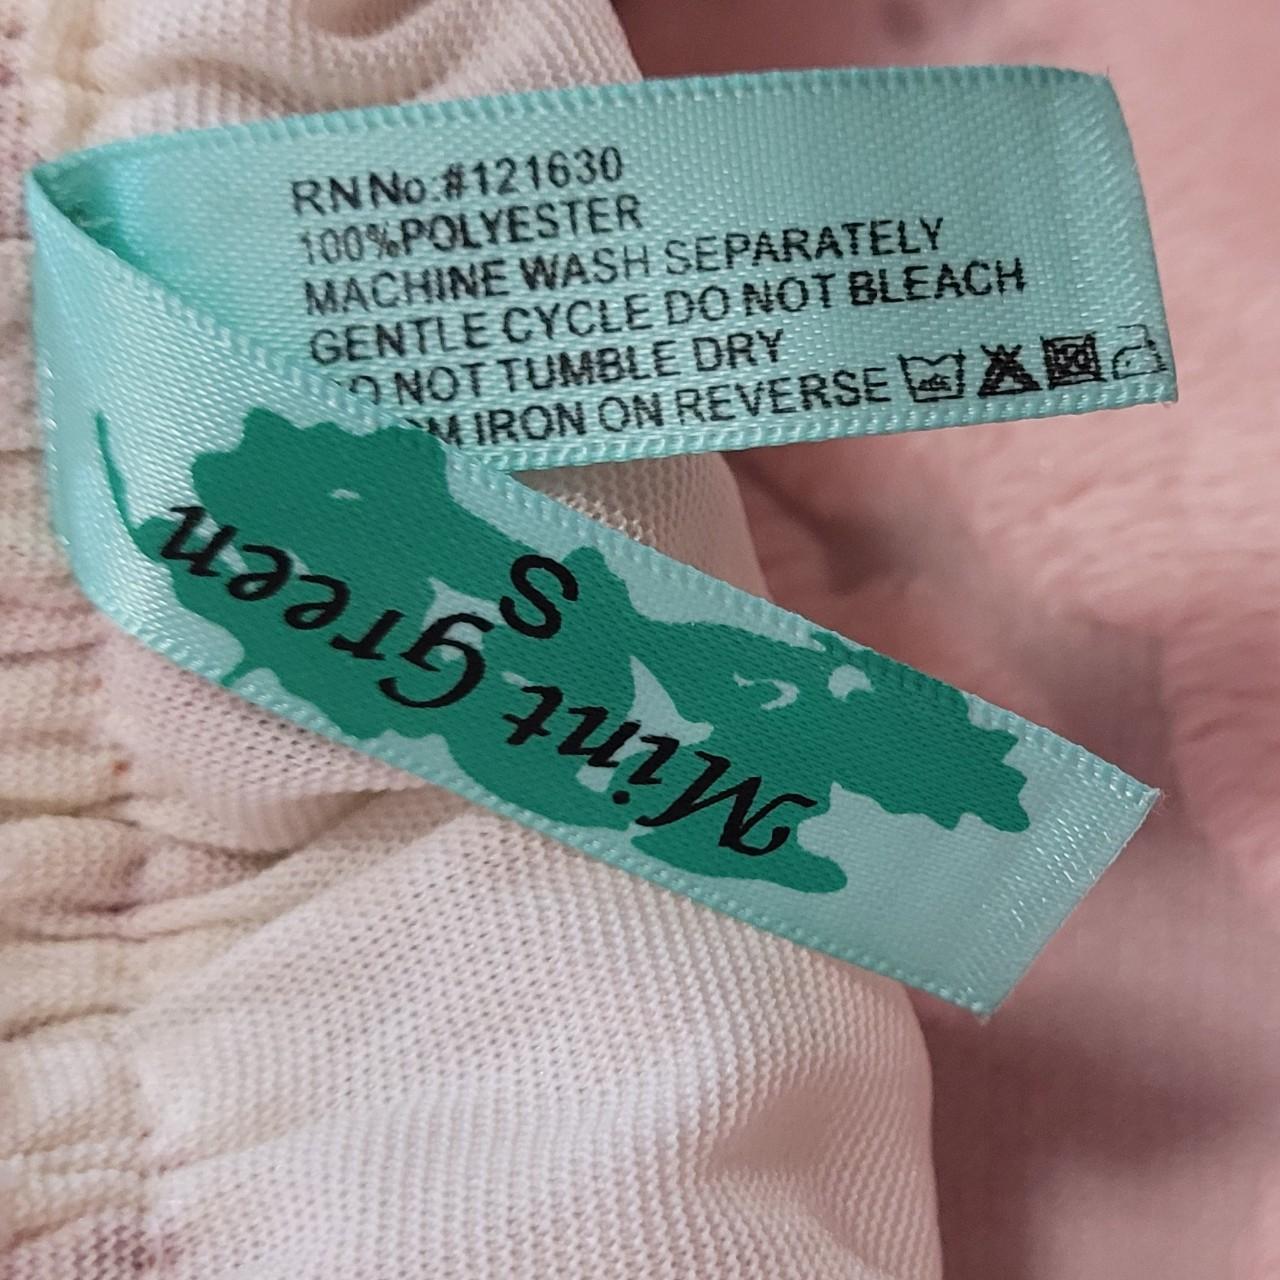 RN No.#121630
100%POLYESTER
MACHINE WASH SEPARATELY
GENTLE CYCLE DO NOT BLEACH
NOT TUMBLE DRY
IRON ON REVERSE
Mint Green
S